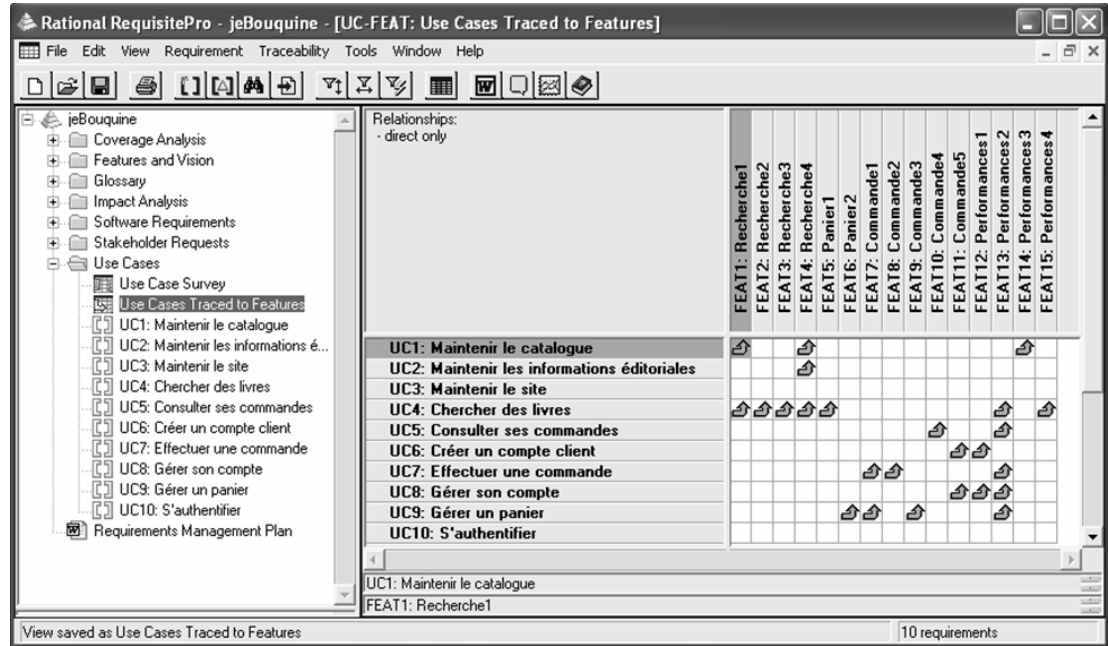 Rational RequisitePro - jeBouquine - [UC-FEAT: Use Cases Traced to Features]
File Edit View Requirement Traceability Tools Window Help
jeBouquine
Coverage Analysis
Features and Vision
Glossary
Impact Analysis
Software Requirements
Stakeholder Requests
Use Cases
Use Case Survey
Use Cases Traced to Features
UC1: Maintenir le catalogue
UC2: Maintenir les informations é...
UC3: Maintenir le site
UC4: Chercher des livres
UC5: Consulter ses commandes
UC6: Créer un compte client
UC7: Effectuer une commande
UC8: Gérer son compte
UC9: Gérer un panier
UC10: S'authentifier
Requirements Management Plan
Relationships:
- direct only
FEAT1: Recherche1
FEAT2: Recherche2
FEAT3: Recherche3
FEAT4: Recherche4
FEAT5: Panier1
FEAT6: Panier2
FEAT7: Commande1
FEAT8: Commande2
FEAT9: Commande3
FEAT10: Commande4
FEAT11: Commande5
FEAT12: Performances1
FEAT13: Performances2
FEAT14: Performances3
FEAT15: Performances4
UC1: Maintenir le catalogue
UC2: Maintenir les informations éditoriales
UC3: Maintenir le site
UC4: Chercher des livres
UC5: Consulter ses commandes
UC6: Créer un compte client
UC7: Effectuer une commande
UC8: Gérer son compte
UC9: Gérer un panier
UC10: S'authentifier
UC1: Maintenir le catalogue
FEAT1: Recherche1
View saved as Use Cases Traced to Features
10 requirements